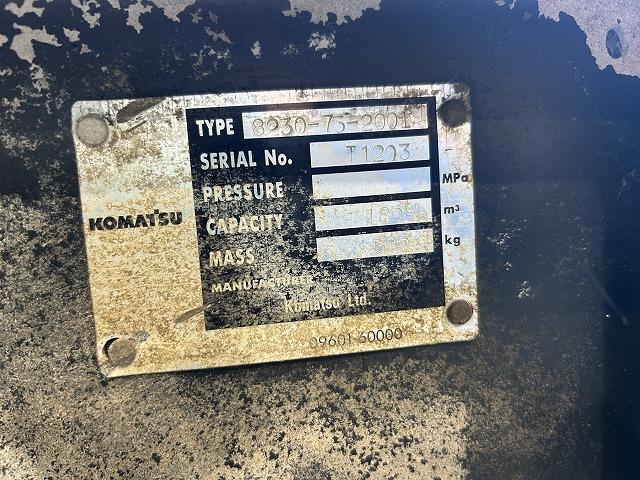 TYPE 8230-75-2001
SERIAL No. T1203
PRESSURE MPa
KOMATSU
CAPACITY m³
MASS kg
MANUFACTURER
Komatsu Ltd.
09601-60000